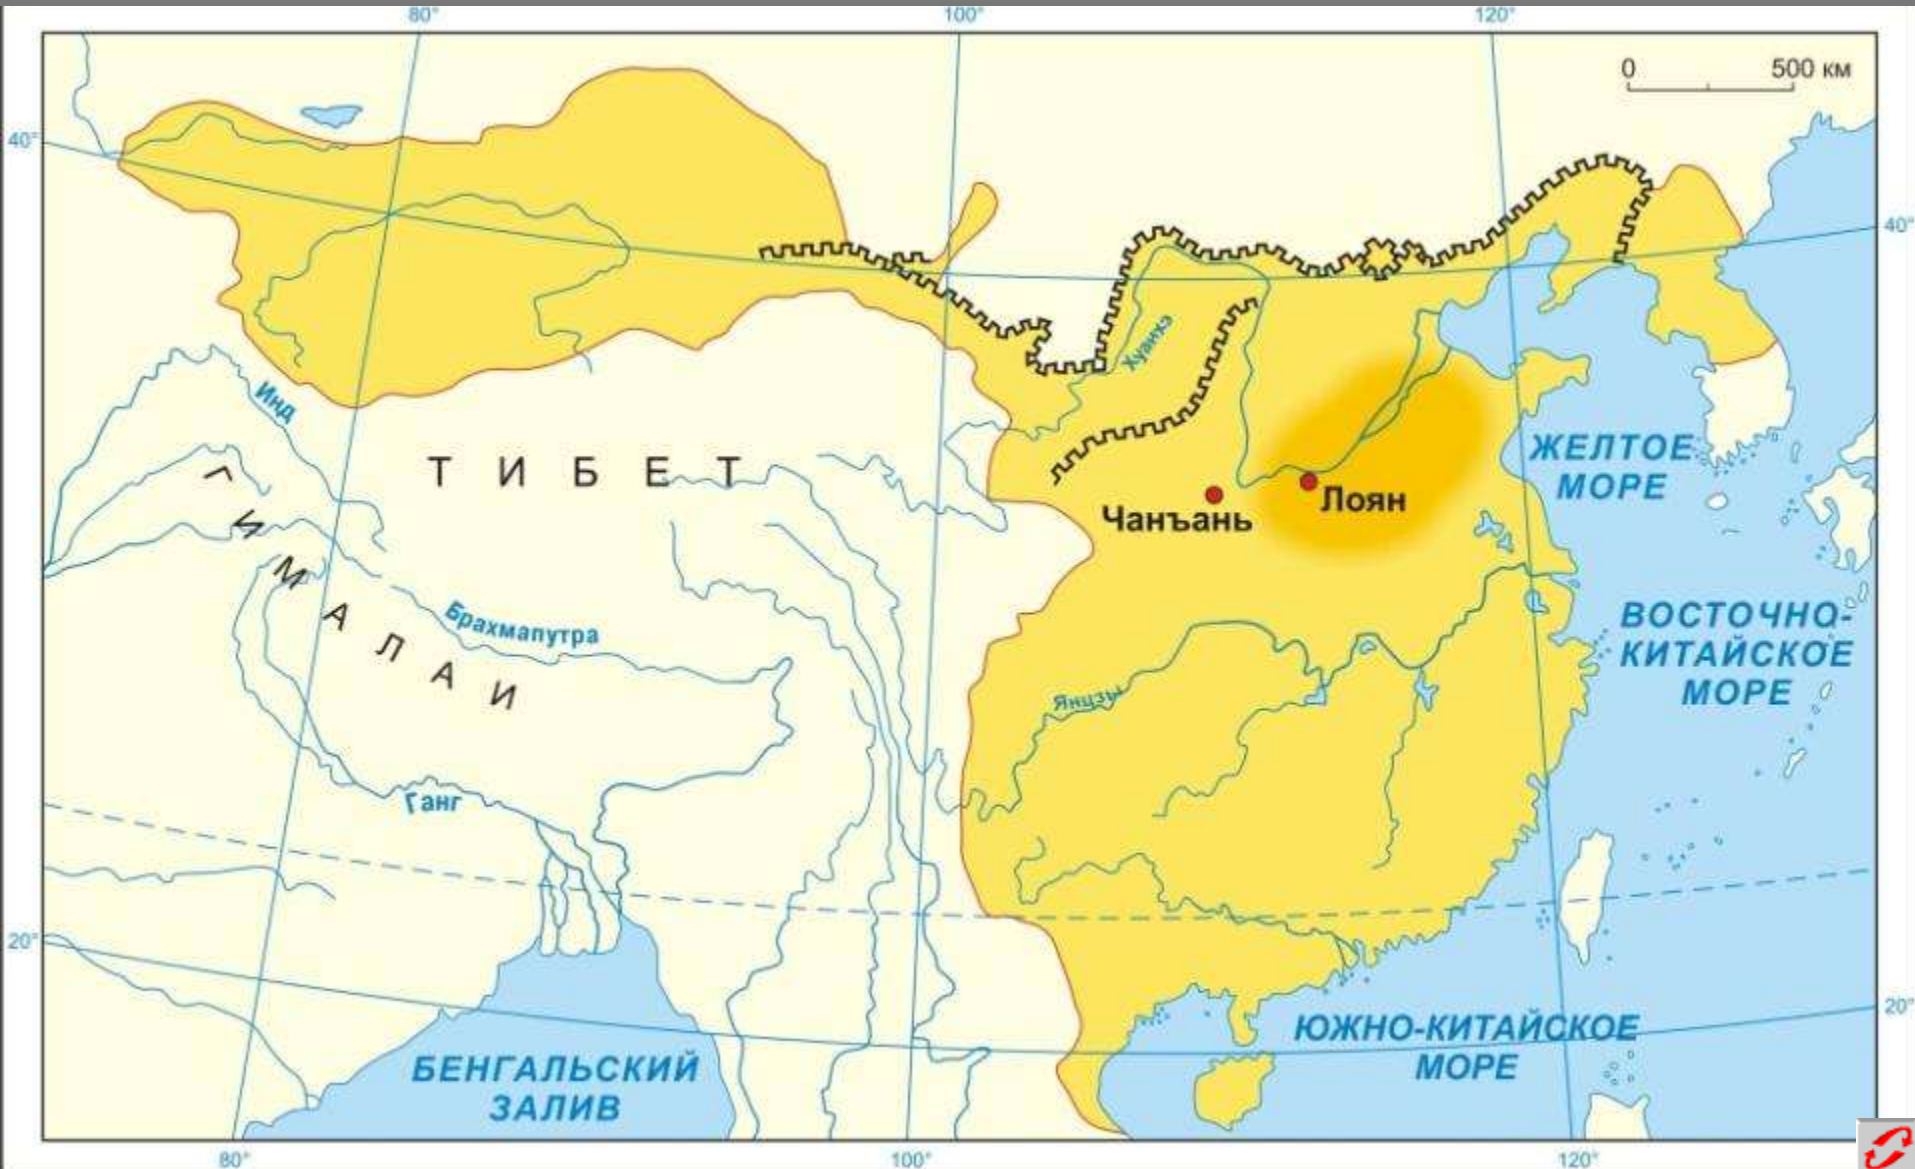 80°
100°
120°
0
500 км
40°
40°
Хуанхэ
Инд
ТИБЕТ
ЖЕЛТОЕ
МОРЕ
Чанъань
Лоян
ГИМАЛАИ
Брахмапутра
ВОСТОЧНО-
КИТАЙСКОЕ
МОРЕ
Янцзы
Ганг
20°
20°
ЮЖНО-КИТАЙСКОЕ
МОРЕ
БЕНГАЛЬСКИЙ
ЗАЛИВ
80°
100°
120°